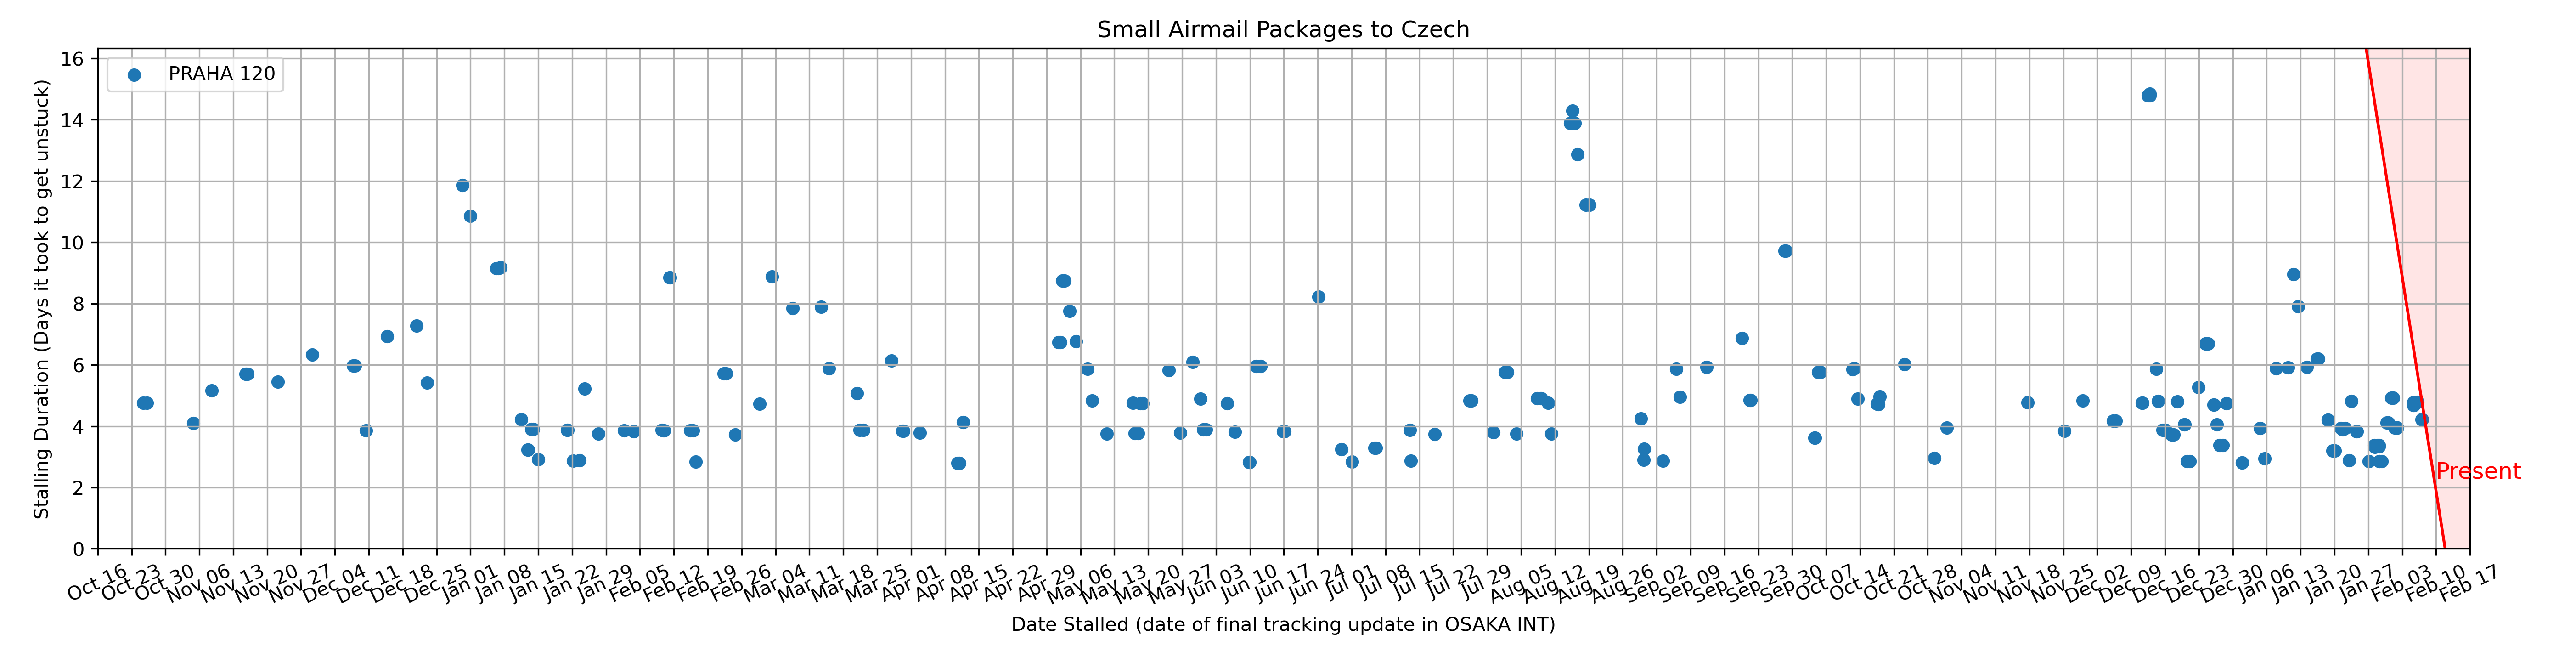 Small Airmail Packages to Czech
PRAHA 120
Stalling Duration (Days it took to get unstuck)
16
14
12
10
8
6
4
2
0
Present
Oct 16 Oct 23 Oct 30 Nov 06 Nov 13 Nov 20 Nov 27 Dec 04 Dec 11 Dec 18 Dec 25 Jan 01 Jan 08 Jan 15 Jan 22 Jan 29 Feb 05 Feb 12 Feb 19 Feb 26 Mar 04 Mar 11 Mar 18 Mar 25 Apr 01 Apr 08 Apr 15 Apr 22 Apr 29 May 06 May 13 May 20 May 27 Jun 03 Jun 10 Jun 17 Jun 24 Jul 01 Jul 08 Jul 15 Jul 22 Jul 29 Aug 05 Aug 12 Aug 19 Aug 26 Sep 02 Sep 09 Sep 16 Sep 23 Sep 30 Oct 07 Oct 14 Oct 21 Oct 28 Nov 04 Nov 11 Nov 18 Nov 25 Dec 02 Dec 09 Dec 16 Dec 23 Dec 30 Jan 06 Jan 13 Jan 20 Jan 27 Feb 03 Feb 10 Feb 17
Date Stalled (date of final tracking update in OSAKA INT)